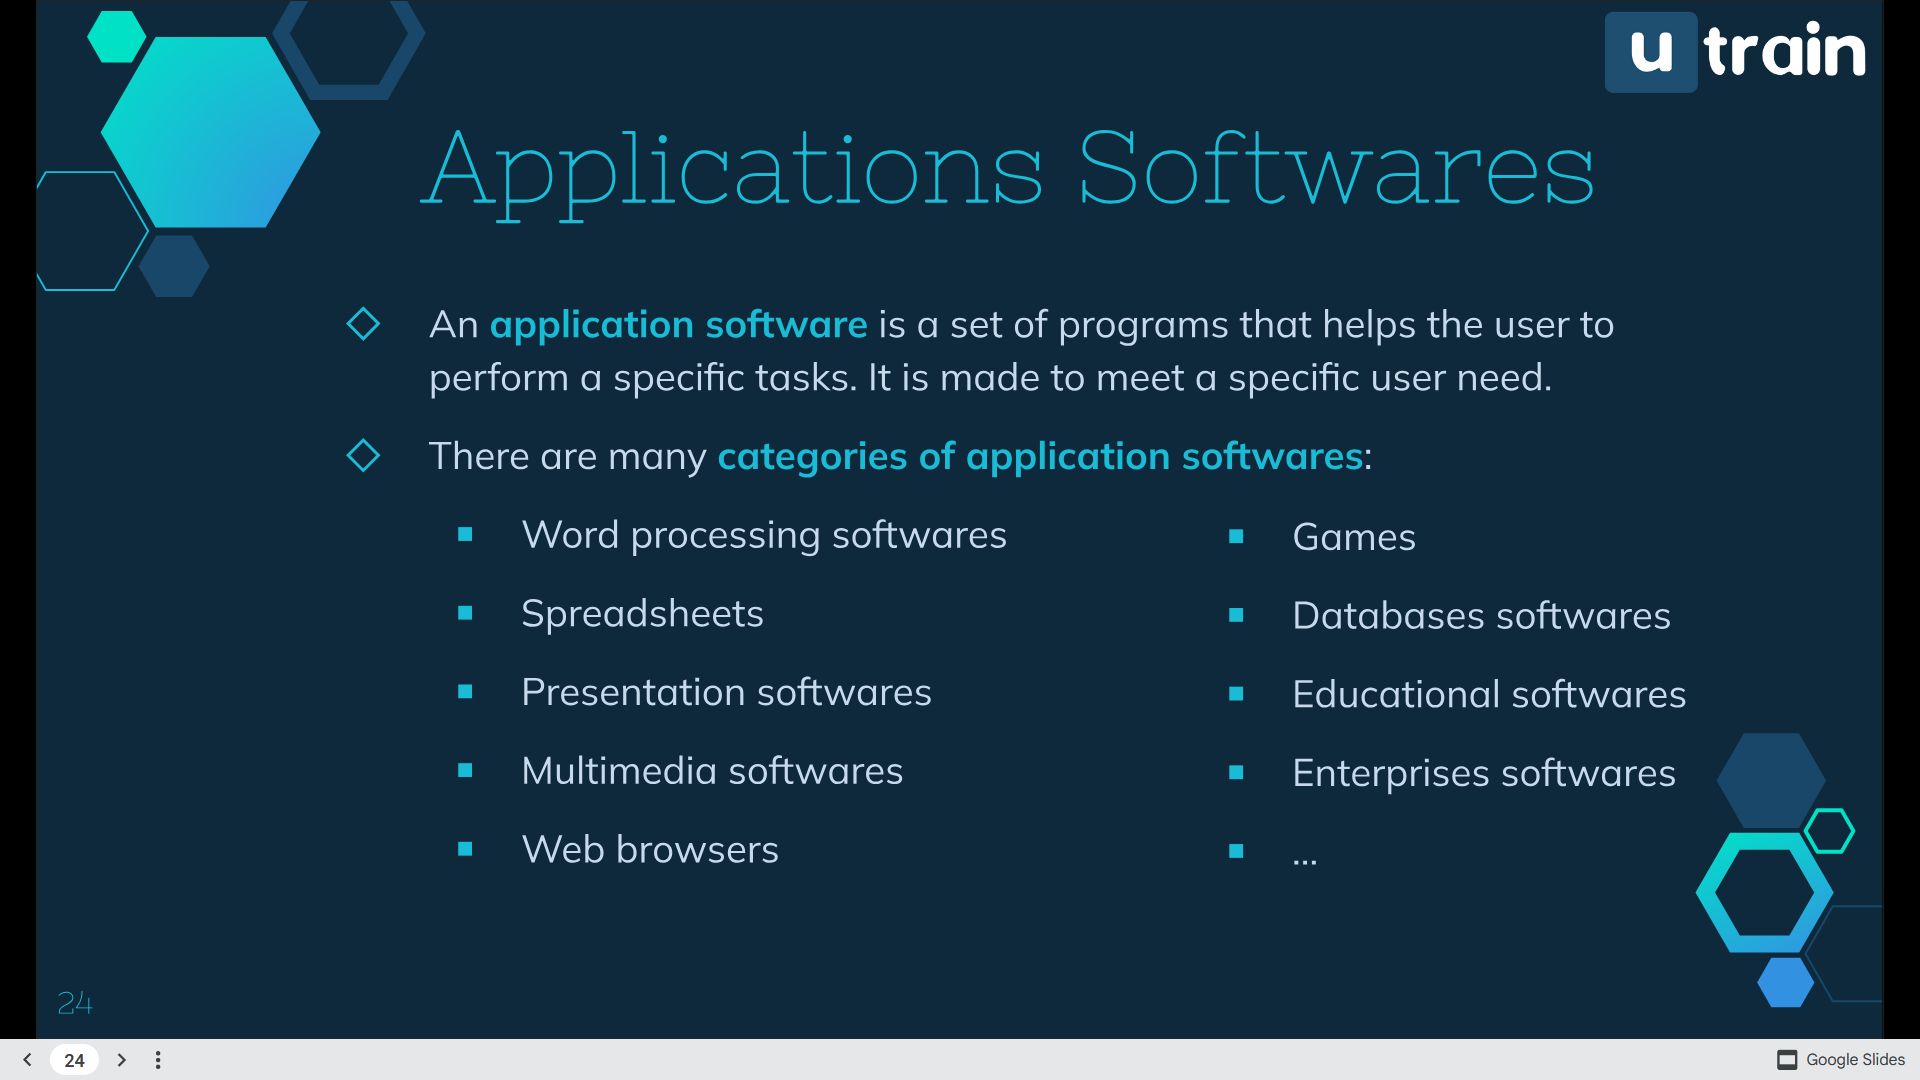 u train
Applications Softwares
An application software is a set of programs that helps the user to
perform a specific tasks. It is made to meet a specific user need.
There are many categories of application softwares:
Word processing softwares
Spreadsheets
Presentation softwares
Multimedia softwares
Web browsers
Games
Databases softwares
Educational softwares
Enterprises softwares
...
24
24
Google Slides